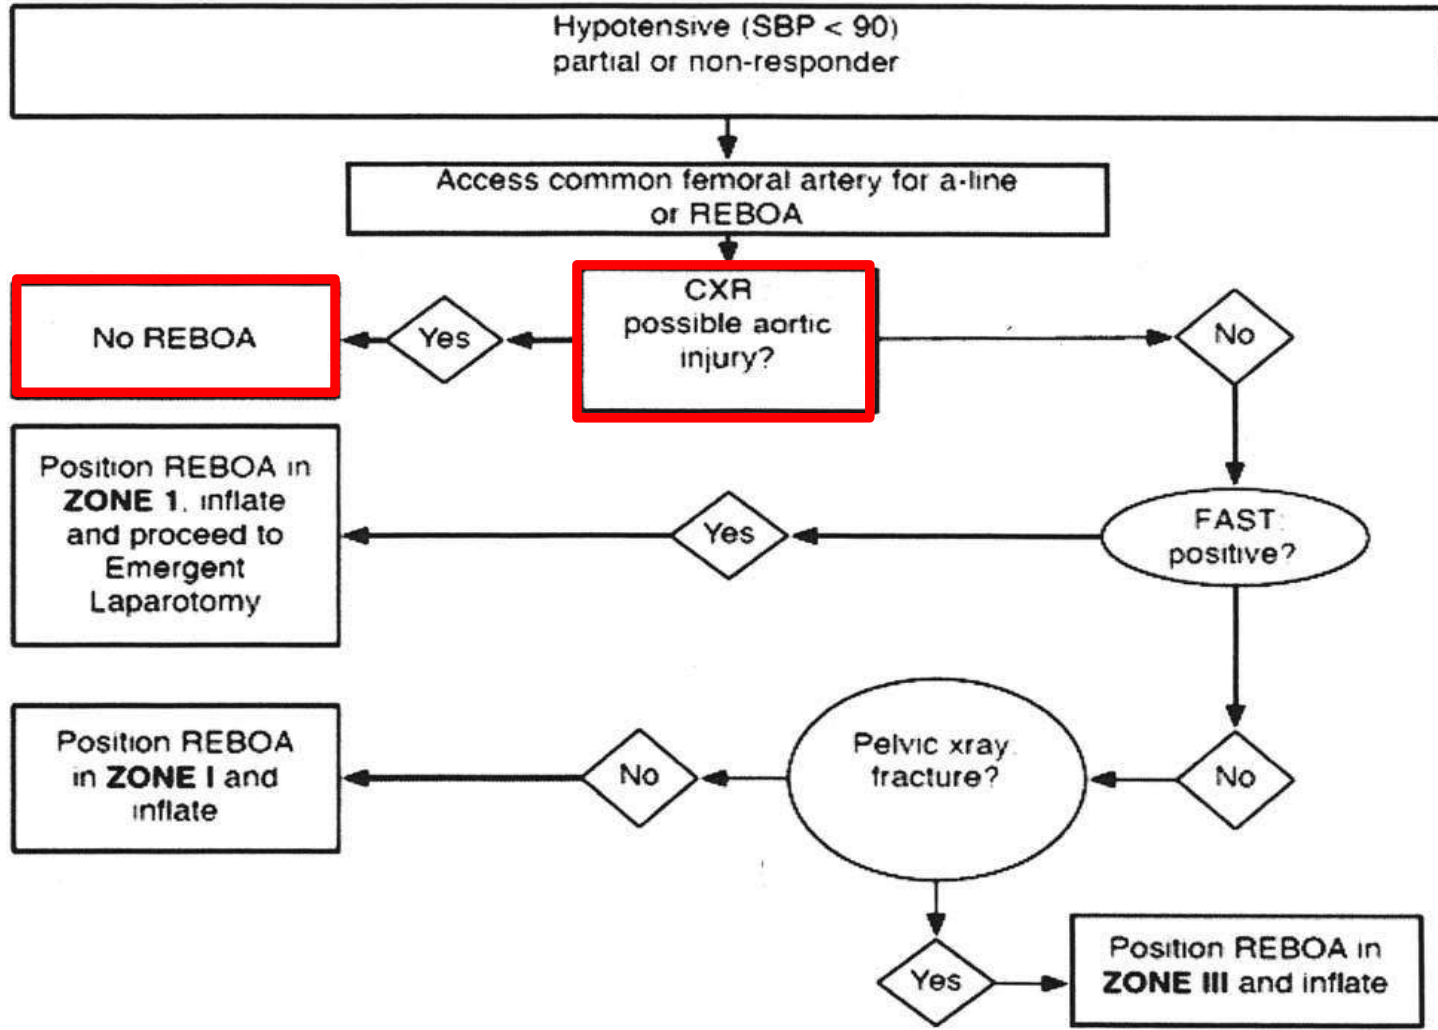 Hypotensive (SBP < 90)
partial or non-responder
Access common femoral artery for a-line
or REBOA
No REBOA
Yes
CXR
possible aortic
injury?
No
Position REBOA in
ZONE 1, inflate
and proceed to
Emergent
Laparotomy
Yes
FAST:
positive?
Position REBOA
in ZONE I and
inflate
No
Pelvic xray:
fracture?
No
Yes
Position REBOA in
ZONE III and inflate